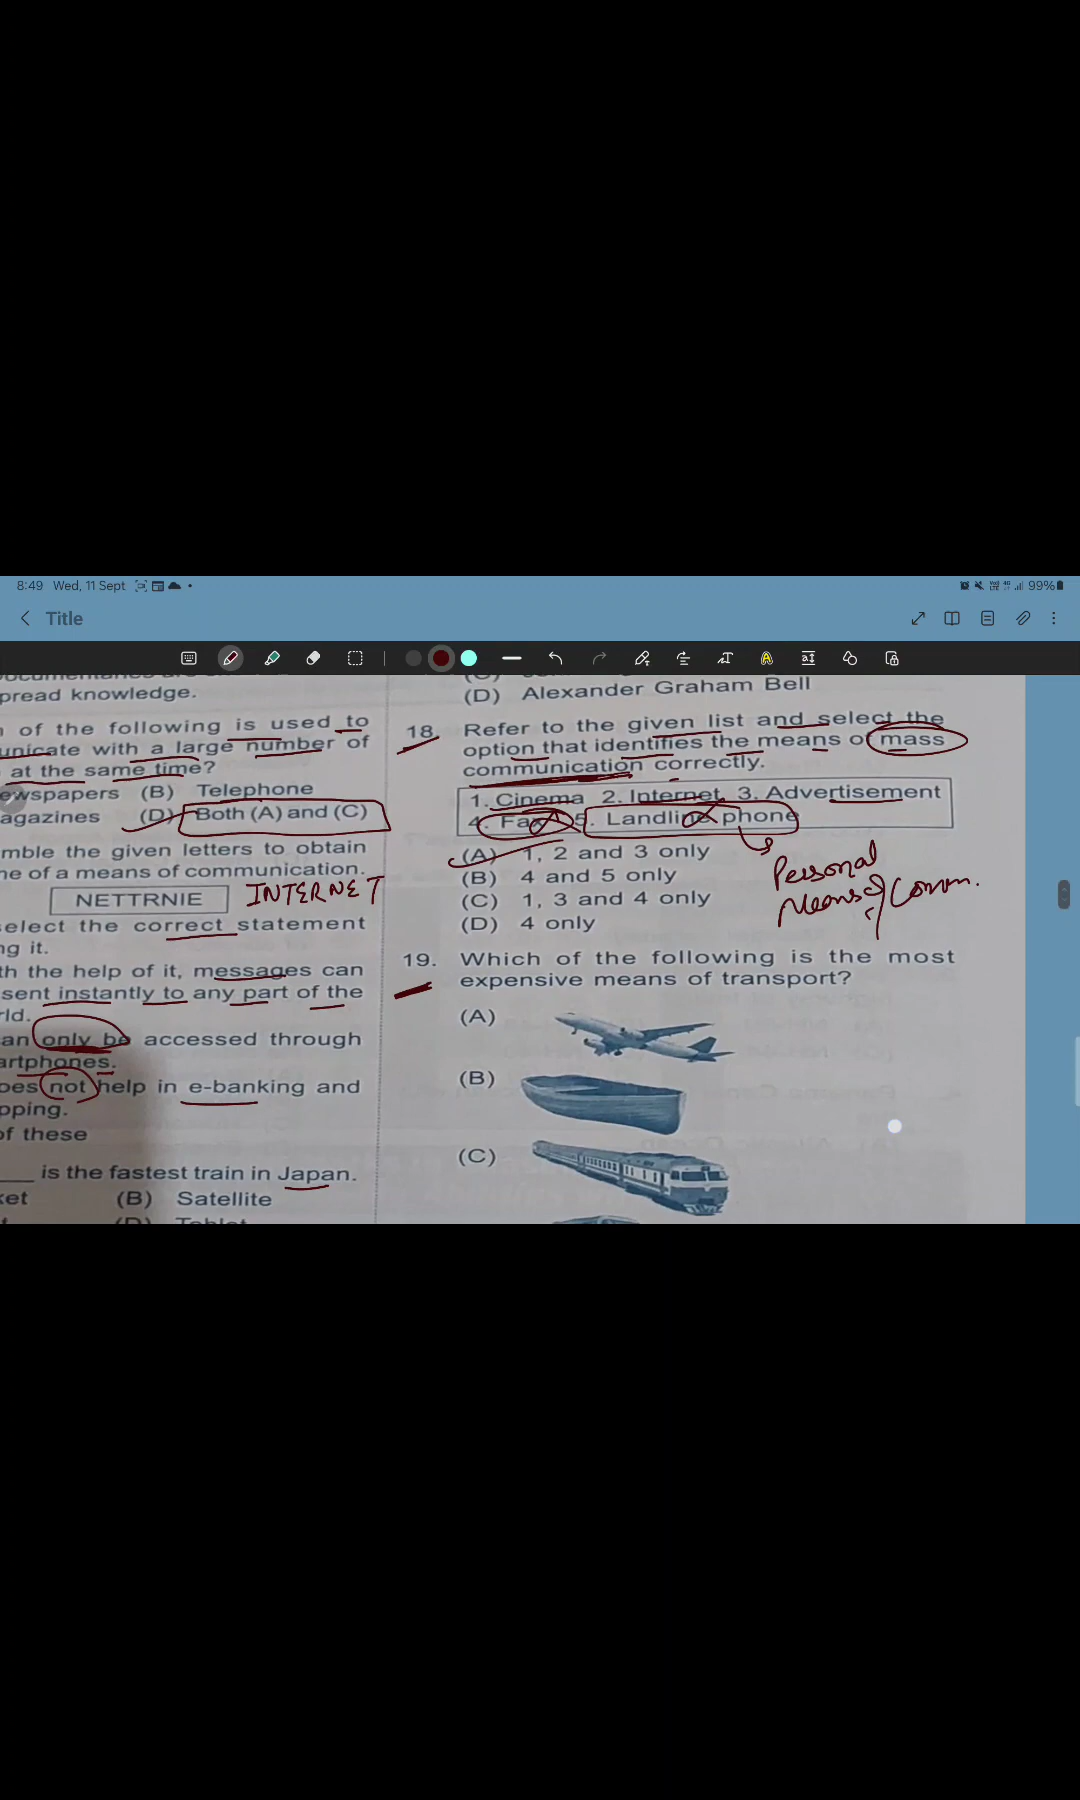 8:49 Wed, 11 Sept
99%
Title
pread knowledge.
of the following is used to
unicate with a large number of
at the same time?
ewspapers (B) Telephone
agazines (D) Both (A) and (C)
mble the given letters to obtain
ne of a means of communication.
NETTRNIE INTERNET
elect the correct statement
ng it.
th the help of it, messages can
sent instantly to any part of the
rld.
an only be accessed through
artphones.
oes not help in e-banking and
pping.
of these
____ is the fastest train in Japan.
ket (B) Satellite
(D) Tablet
(D) Alexander Graham Bell
18. Refer to the given list and select the
option that identifies the means of mass
communication correctly.
1. Cinema 2. Internet 3. Advertisement
4. Fax 5. Landline phone
(A) 1, 2 and 3 only
(B) 4 and 5 only
(C) 1, 3 and 4 only
(D) 4 only
Personal
Means of Comm.
19. Which of the following is the most
expensive means of transport?
(A)
(B)
(C)